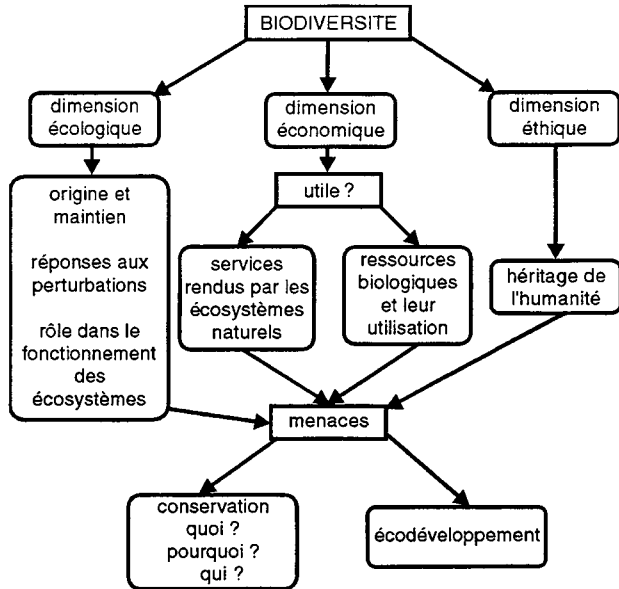 BIODIVERSITE
dimension
écologique
dimension
économique
dimension
éthique
origine et
maintien
réponses aux
perturbations
rôle dans le
fonctionnement
des
écosystèmes
utile ?
services
rendus par les
écosystèmes
naturels
ressources
biologiques
et leur
utilisation
héritage de
l'humanité
menaces
conservation
quoi ?
pourquoi ?
qui ?
écodéveloppement